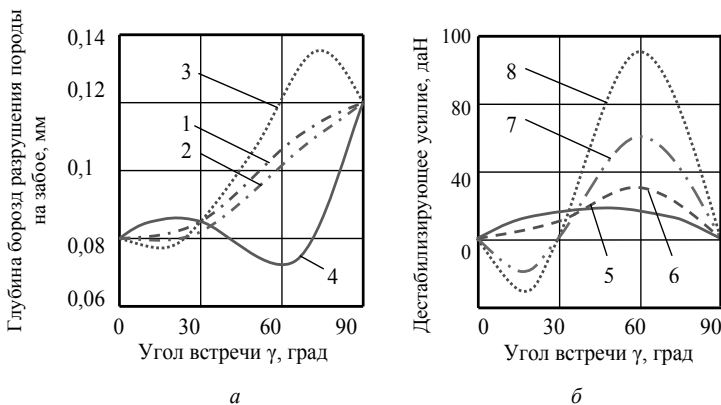 Глубина борозд разрушения породы
на забое, мм
0,14
0,12
0,1
0,08
0,06
3
1
2
4
0 30 60 90
Угол встречи γ, град
а
Дестабилизирующее усилие, даН
100
80
40
0
8
7
5
6
0 30 60 90
Угол встречи γ, град
б